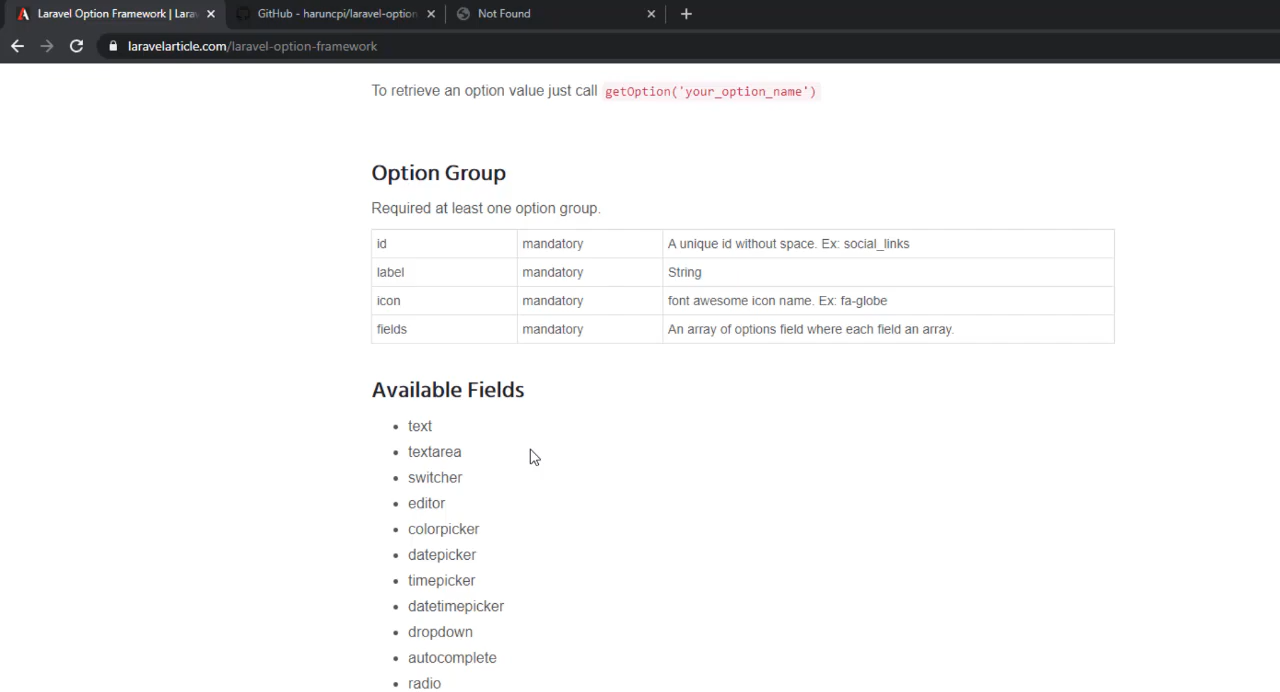 Laravel Option Framework | Lara
GitHub - haruncpi/laravel-option
Not Found
laravelarticle.com/laravel-option-framework
To retrieve an option value just call getOption('your_option_name')
Option Group
Required at least one option group.
id mandatory A unique id without space. Ex: social_links
label mandatory String
icon mandatory font awesome icon name. Ex: fa-globe
fields mandatory An array of options field where each field an array.
Available Fields
• text
• textarea
• switcher
• editor
• colorpicker
• datepicker
• timepicker
• datetimepicker
• dropdown
• autocomplete
• radio